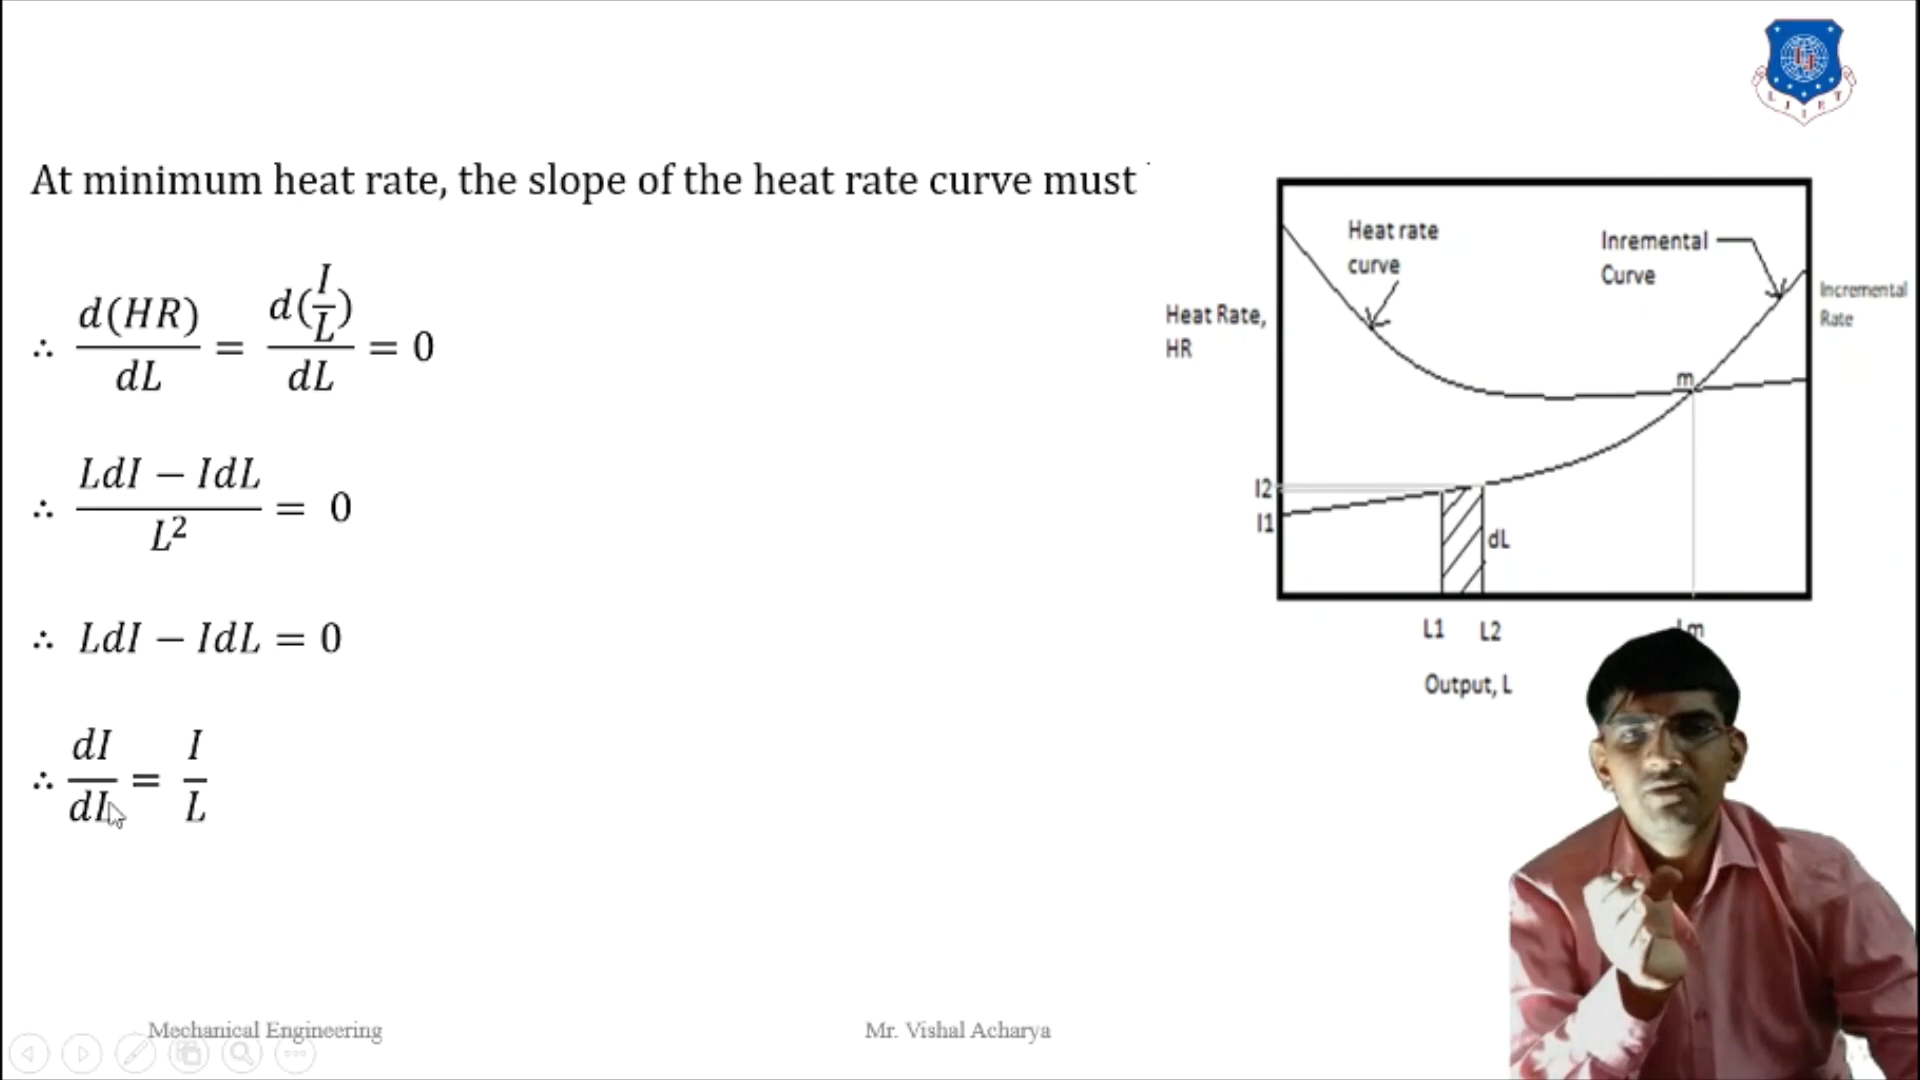 At minimum heat rate, the slope of the heat rate curve must
∴ d(HR)/dL = d(I/L)/dL = 0
∴ (LdI − IdL)/L² = 0
∴ LdI − IdL = 0
∴ dI/dL = I/L
Heat rate
curve
Inremental
Curve
Heat Rate,
HR
Incremental
Rate
m
I2
I1
dL
L1 L2
Output, L
LJIET
Mechanical Engineering
Mr. Vishal Acharya